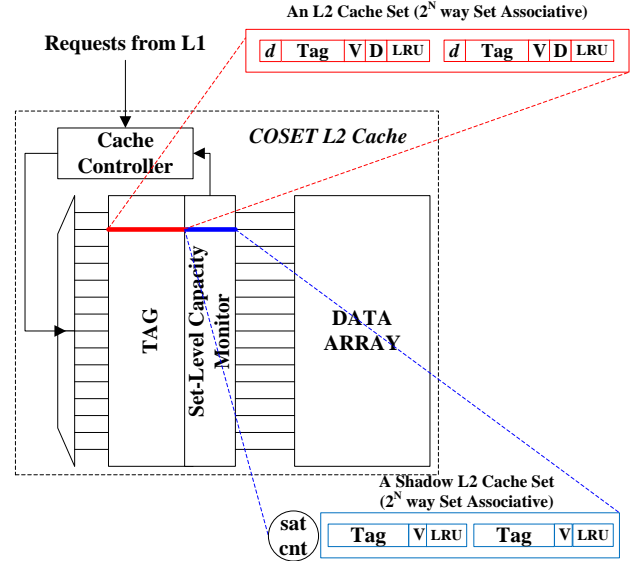 An L2 Cache Set (2^N way Set Associative)
d Tag V D LRU d Tag V D LRU
Requests from L1
COSET L2 Cache
Cache
Controller
TAG
Set-Level Capacity
Monitor
DATA
ARRAY
A Shadow L2 Cache Set
(2^N way Set Associative)
sat
cnt
Tag V LRU Tag V LRU